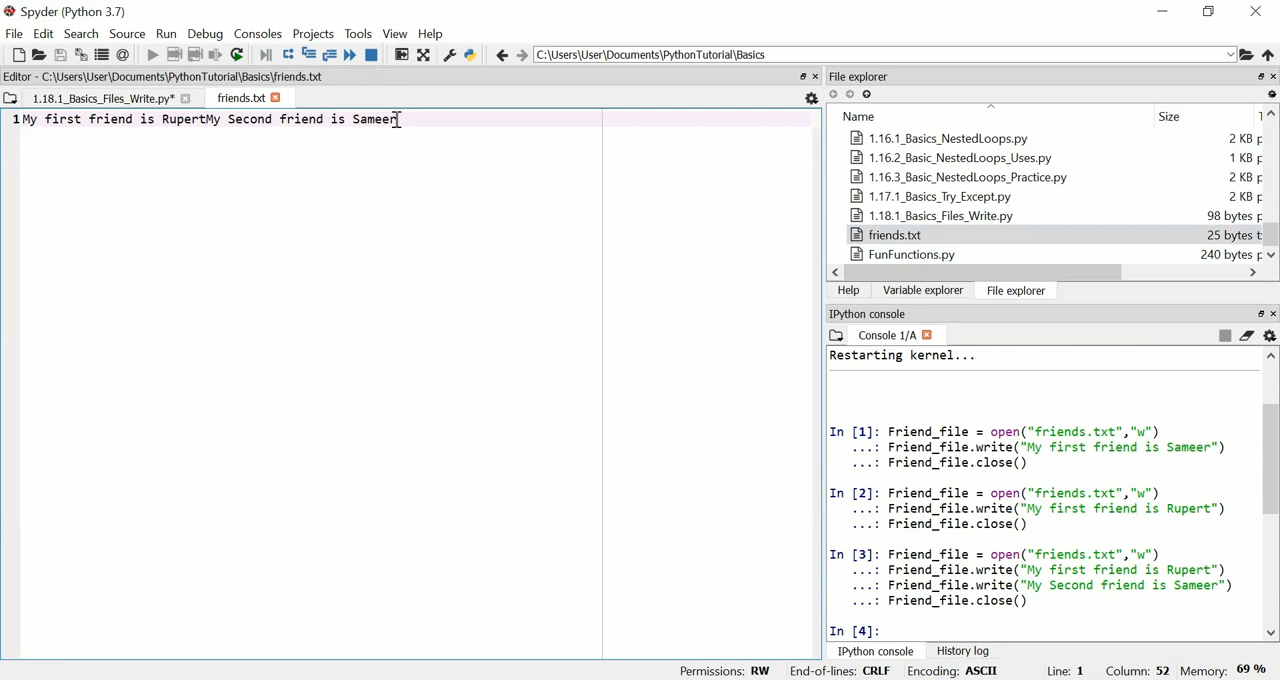 Spyder (Python 3.7)
File Edit Search Source Run Debug Consoles Projects Tools View Help
C:\Users\User\Documents\PythonTutorial\Basics
Editor - C:\Users\User\Documents\PythonTutorial\Basics\friends.txt
1.18.1_Basics_Files_Write.py* friends.txt
1 My first friend is RupertMy Second friend is Sameer
File explorer
Name Size
1.16.1_Basics_NestedLoops.py 2 KB
1.16.2_Basic_NestedLoops_Uses.py 1 KB
1.16.3_Basic_NestedLoops_Practice.py 2 KB
1.17.1_Basics_Try_Except.py 2 KB
1.18.1_Basics_Files_Write.py 98 bytes
friends.txt 25 bytes
FunFunctions.py 240 bytes
Help Variable explorer File explorer
IPython console
Console 1/A
Restarting kernel...
In [1]: Friend_file = open("friends.txt","w")
...: Friend_file.write("My first friend is Sameer")
...: Friend_file.close()
In [2]: Friend_file = open("friends.txt","w")
...: Friend_file.write("My first friend is Rupert")
...: Friend_file.close()
In [3]: Friend_file = open("friends.txt","w")
...: Friend_file.write("My first friend is Rupert")
...: Friend_file.write("My Second friend is Sameer")
...: Friend_file.close()
In [4]:
IPython console History log
Permissions: RW End-of-lines: CRLF Encoding: ASCII Line: 1 Column: 52 Memory: 69 %